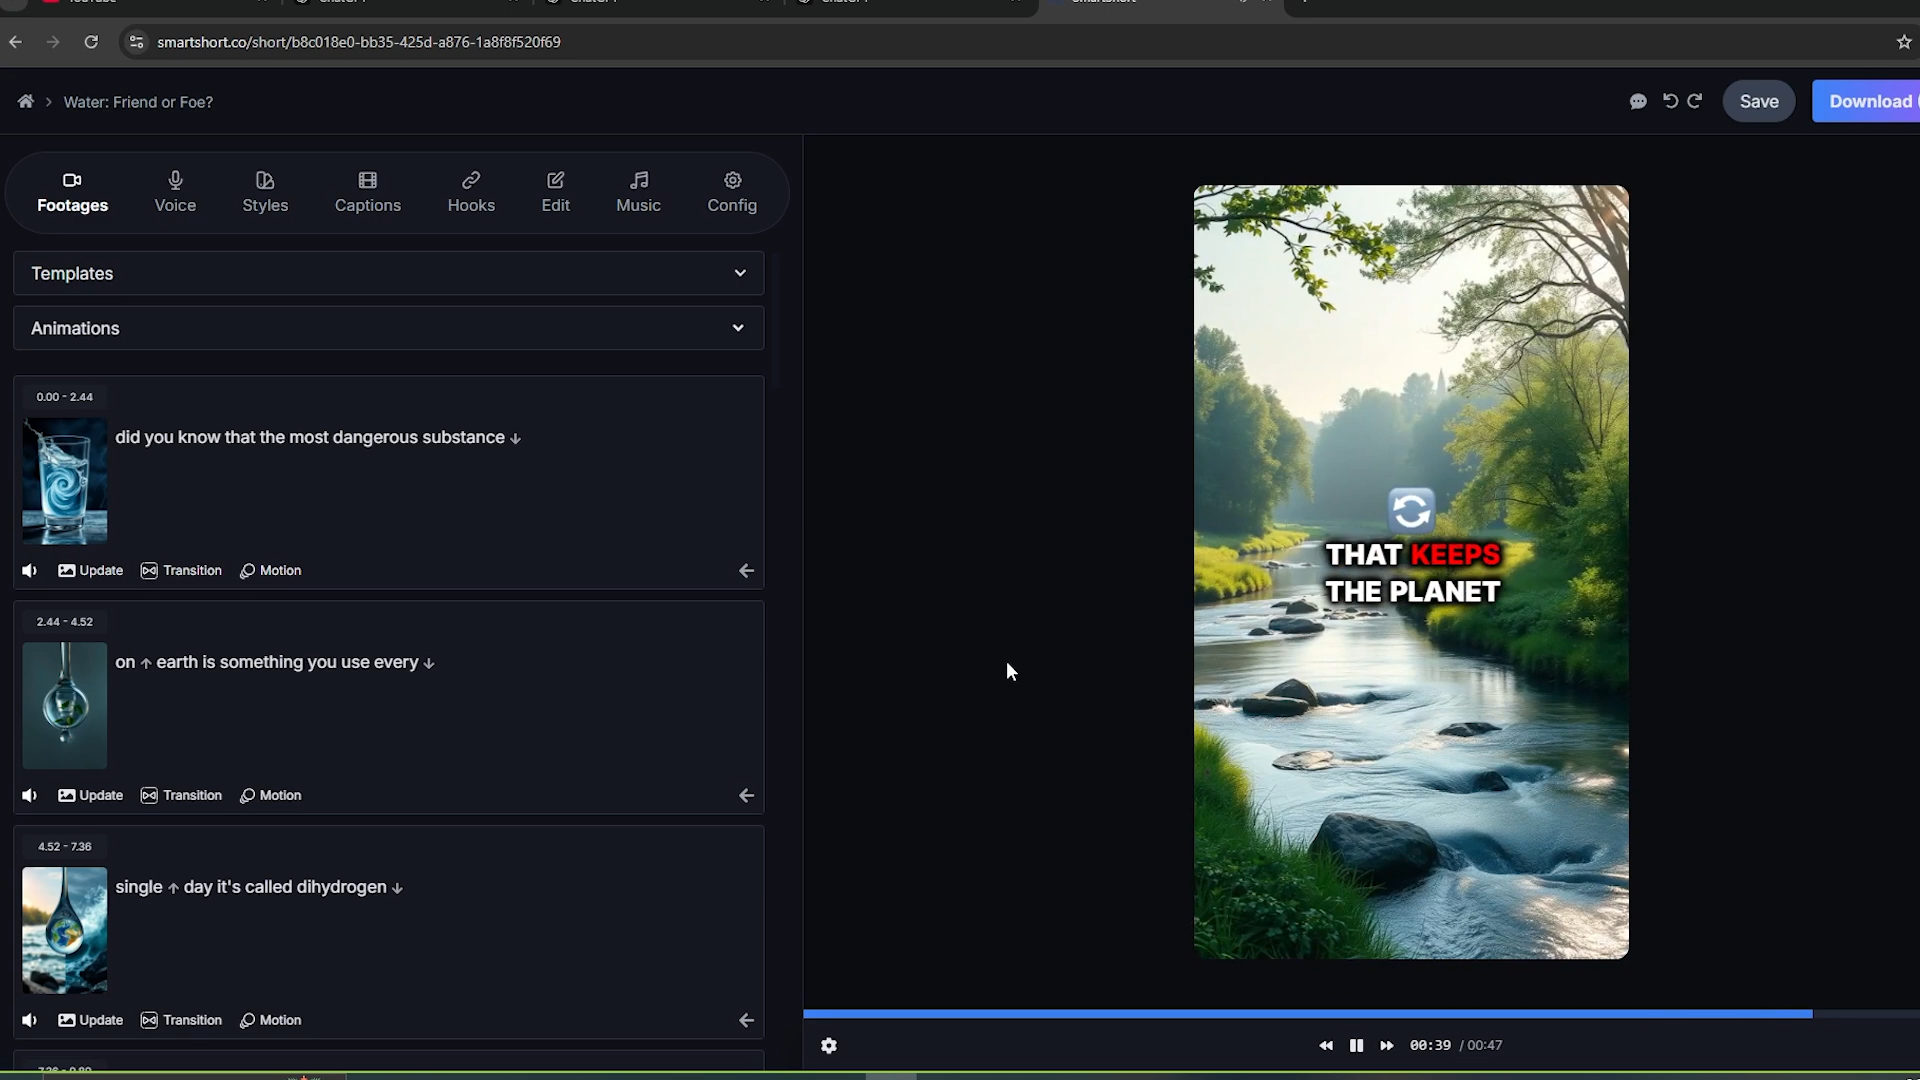 smartshort.co/short/b8c018e0-bb35-425d-a876-1a8f8f520f69
Water: Friend or Foe?
Save
Download
Footages
Voice
Styles
Captions
Hooks
Edit
Music
Config
Templates
Animations
0.00 - 2.44
did you know that the most dangerous substance
Update
Transition
Motion
2.44 - 4.52
on ↑ earth is something you use every ↓
Update
Transition
Motion
4.52 - 7.36
single ↑ day it's called dihydrogen ↓
Update
Transition
Motion
THAT KEEPS
THE PLANET
00:39 / 00:47